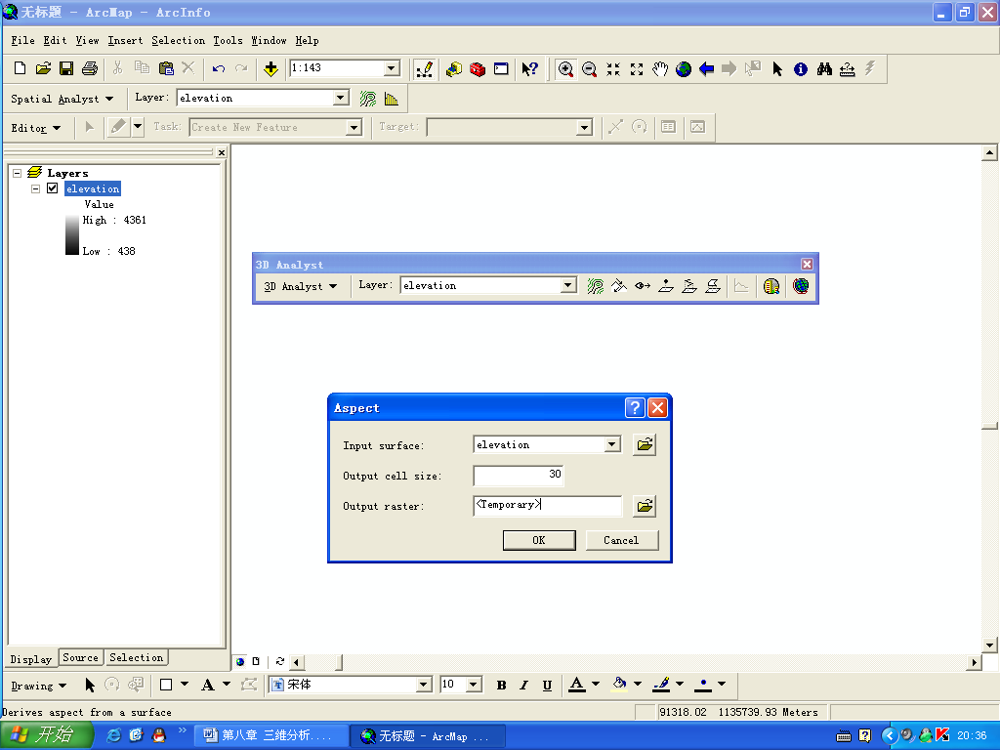 无标题 - ArcMap - ArcInfo
File Edit View Insert Selection Tools Window Help
1:143
Spatial Analyst Layer: elevation
Editor Task: Create New Feature Target:
Layers
elevation
Value
High : 4361
Low : 438
3D Analyst
3D Analyst Layer: elevation
Aspect
Input surface: elevation
Output cell size: 30
Output raster: <Temporary>
OK Cancel
Display Source Selection
Drawing A 宋体 10 B I U A
Derives aspect from a surface 91318.02 1135739.93 Meters
开始 第八章 三维分析.... 无标题 - ArcMap ... 20:36